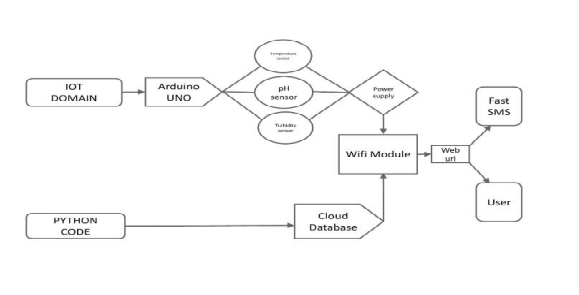 Temperature
sensor
IOT
DOMAIN
Arduino
UNO
pH
sensor
Power
supply
Fast
SMS
Turbidity
sensor
Wifi Module
Web
url
User
PYTHON
CODE
Cloud
Database